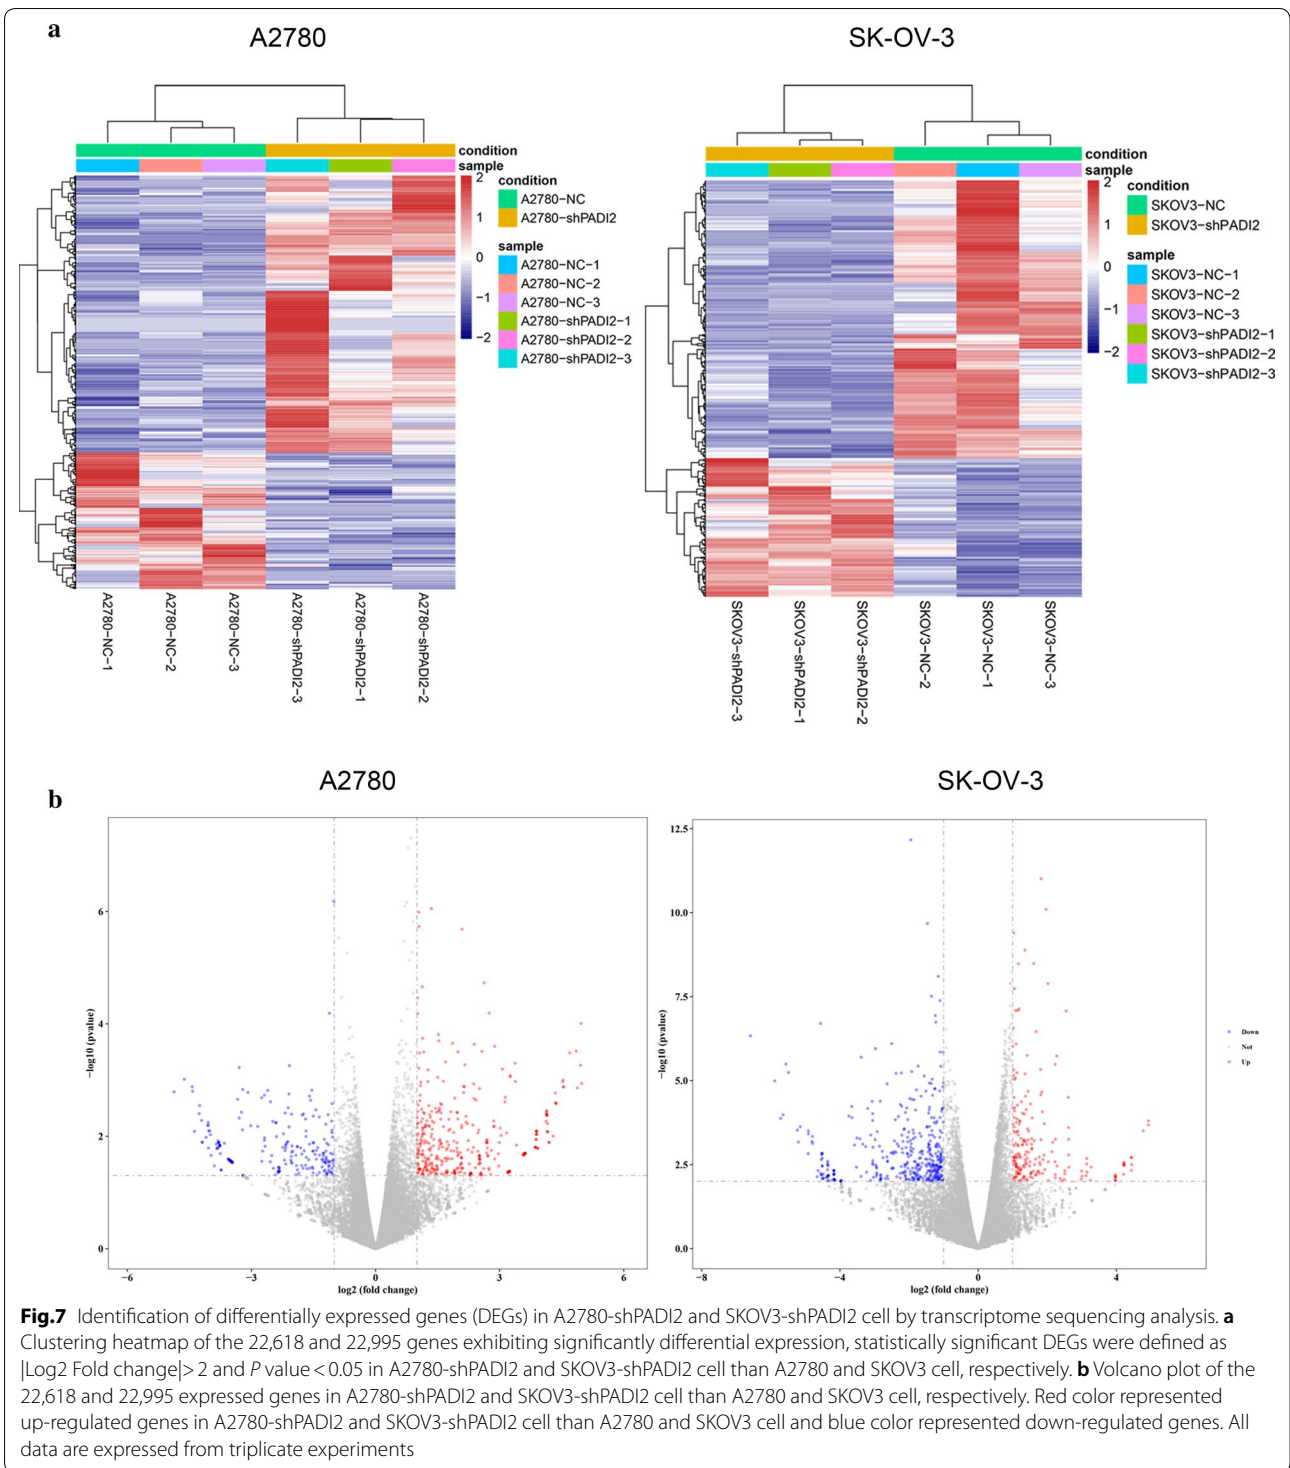 a
A2780
SK-OV-3
condition
sample
2
1
0
−1
−2
condition
A2780−NC
A2780−shPADI2
sample
A2780−NC−1
A2780−NC−2
A2780−NC−3
A2780−shPADI2−1
A2780−shPADI2−2
A2780−shPADI2−3
A2780−NC−1
A2780−NC−2
A2780−NC−3
A2780−shPADI2−3
A2780−shPADI2−1
A2780−shPADI2−2
condition
sample
2
1
0
−1
−2
condition
SKOV3−NC
SKOV3−shPADI2
sample
SKOV3−NC−1
SKOV3−NC−2
SKOV3−NC−3
SKOV3−shPADI2−1
SKOV3−shPADI2−2
SKOV3−shPADI2−3
SKOV3−shPADI2−3
SKOV3−shPADI2−1
SKOV3−shPADI2−2
SKOV3−NC−2
SKOV3−NC−1
SKOV3−NC−3
b
A2780
SK-OV-3
−log10 (pvalue)
6
4
2
0
−6
−3
0
3
6
log2 (fold change)
−log10 (pvalue)
12.5
10.0
7.5
5.0
2.5
0.0
−8
−4
0
4
log2 (fold change)
Down
Not
Up
Fig.7 Identification of differentially expressed genes (DEGs) in A2780-shPADI2 and SKOV3-shPADI2 cell by transcriptome sequencing analysis. a
Clustering heatmap of the 22,618 and 22,995 genes exhibiting significantly differential expression, statistically significant DEGs were defined as
|Log2 Fold change|> 2 and P value < 0.05 in A2780-shPADI2 and SKOV3-shPADI2 cell than A2780 and SKOV3 cell, respectively. b Volcano plot of the
22,618 and 22,995 expressed genes in A2780-shPADI2 and SKOV3-shPADI2 cell than A2780 and SKOV3 cell, respectively. Red color represented
up-regulated genes in A2780-shPADI2 and SKOV3-shPADI2 cell than A2780 and SKOV3 cell and blue color represented down-regulated genes. All
data are expressed from triplicate experiments